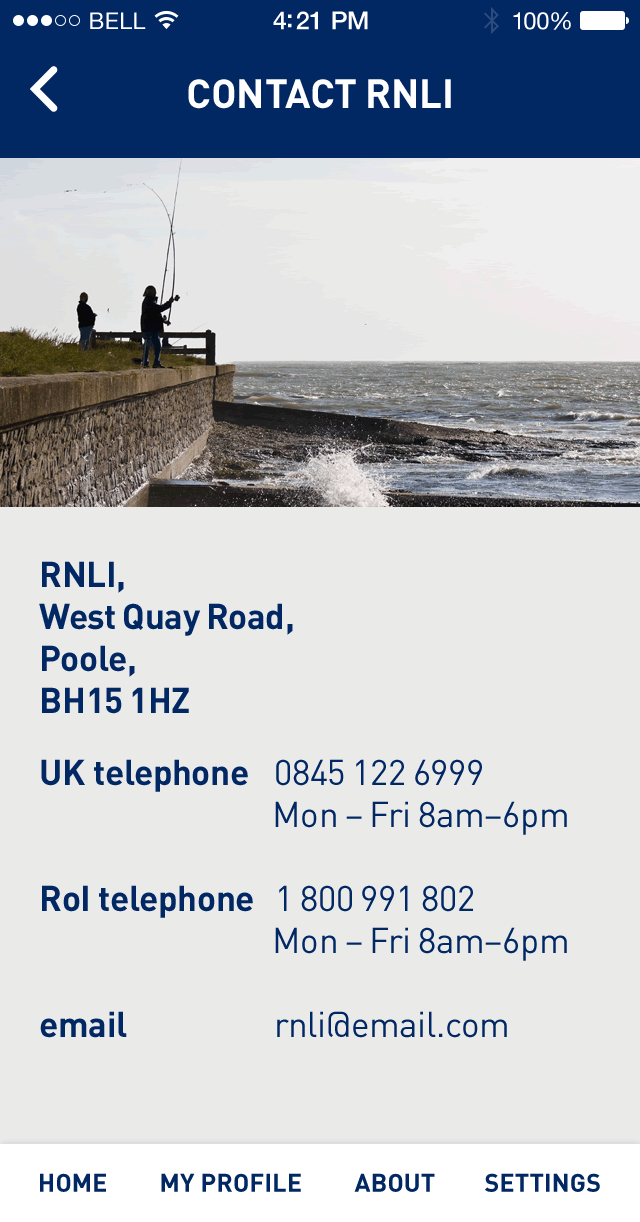 BELL 4:21 PM 100%
CONTACT RNLI
RNLI,
West Quay Road,
Poole,
BH15 1HZ
UK telephone 0845 122 6999
Mon – Fri 8am–6pm
RoI telephone 1 800 991 802
Mon – Fri 8am–6pm
email rnli@email.com
HOME MY PROFILE ABOUT SETTINGS